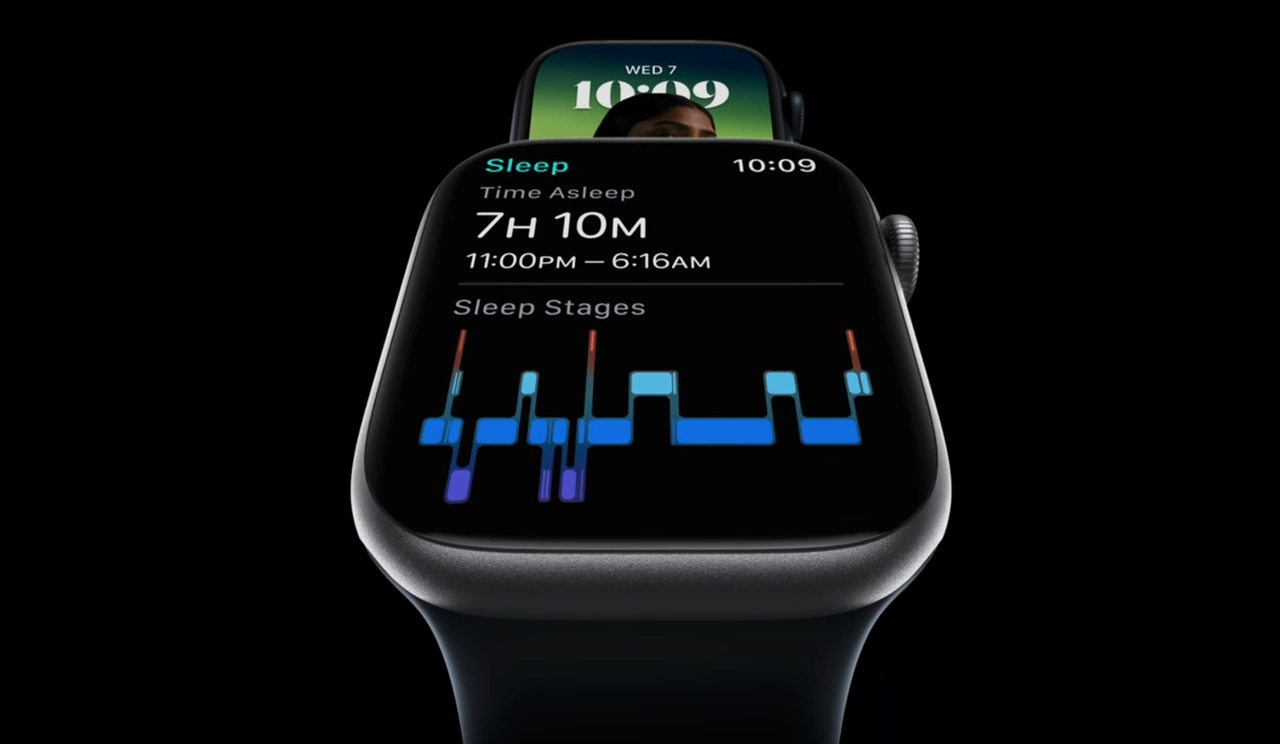 WED 7
10:09
Sleep
10:09
Time Asleep
7H 10M
11:00PM – 6:16AM
Sleep Stages